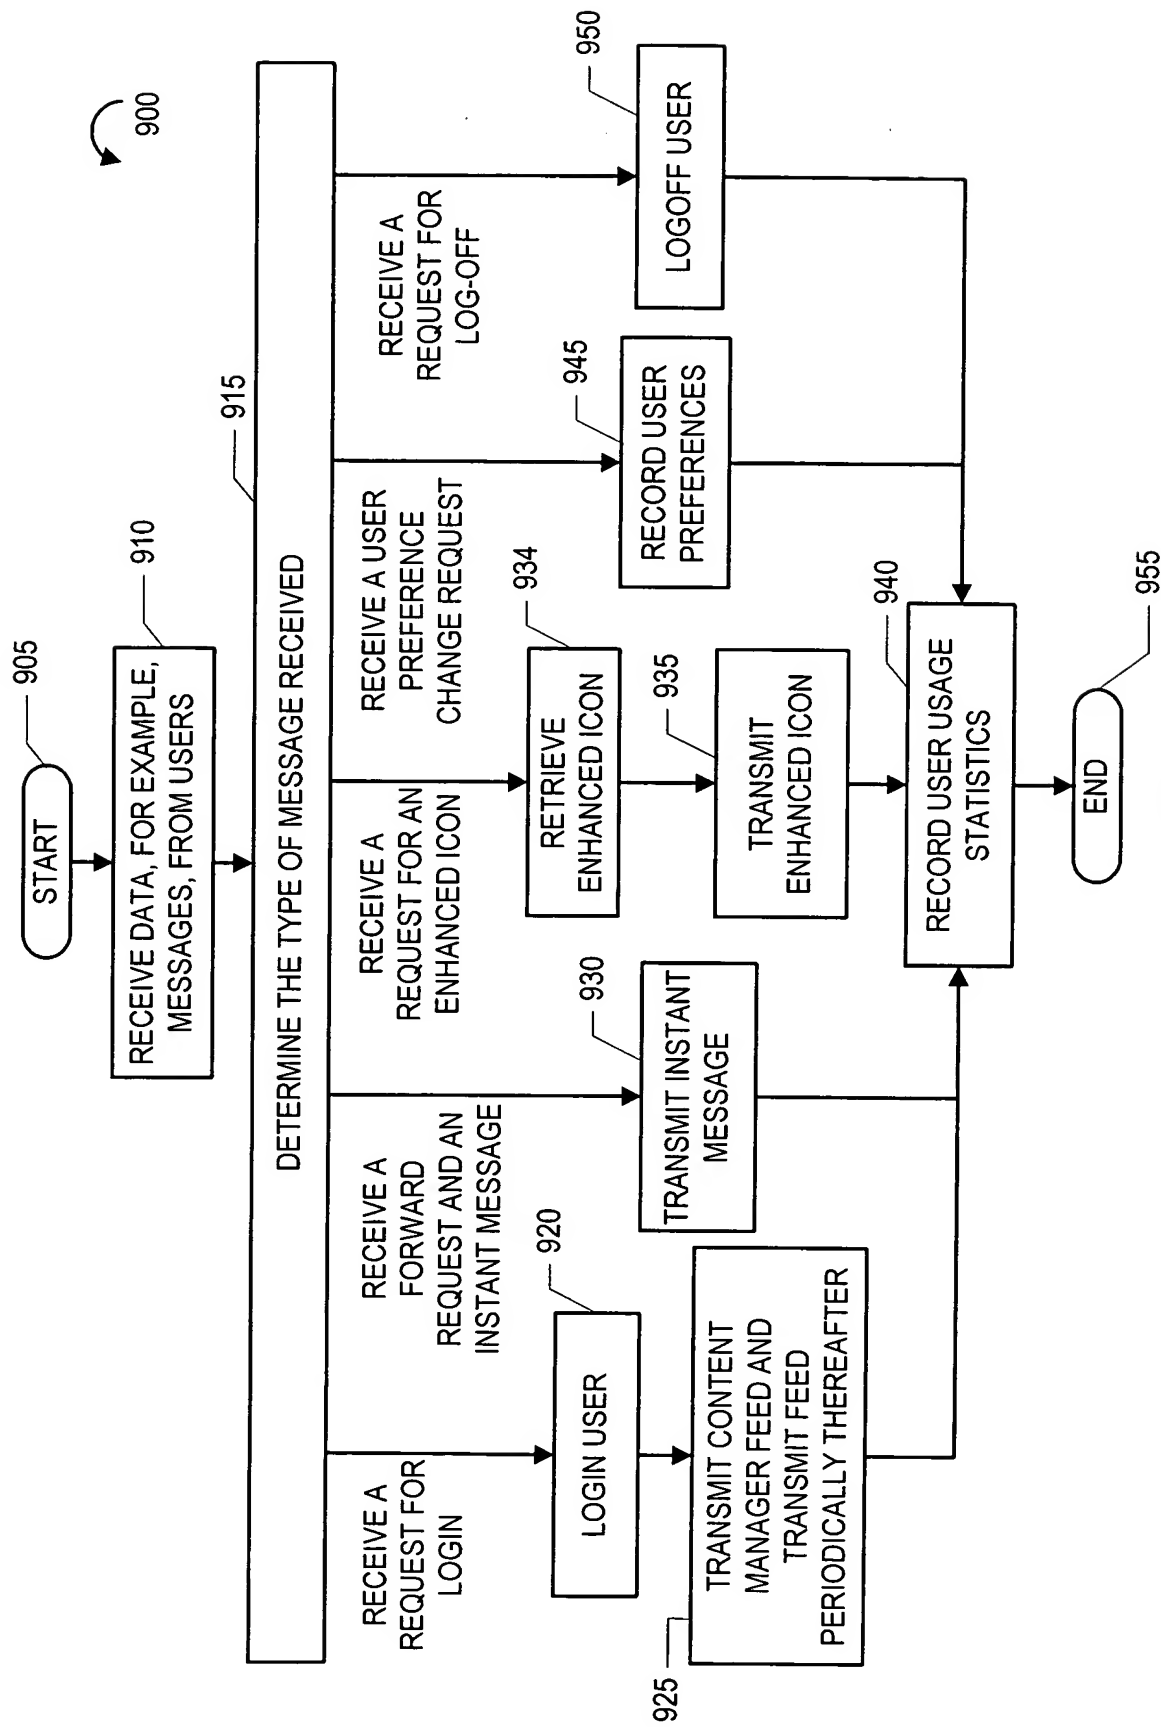 900
905
START
910
RECEIVE DATA, FOR EXAMPLE,
MESSAGES, FROM USERS
915
DETERMINE THE TYPE OF MESSAGE RECEIVED
RECEIVE A
REQUEST FOR
LOGIN
RECEIVE A
FORWARD
REQUEST AND AN
INSTANT MESSAGE
RECEIVE A
REQUEST FOR AN
ENHANCED ICON
RECEIVE A USER
PREFERENCE
CHANGE REQUEST
RECEIVE A
REQUEST FOR
LOG-OFF
920
LOGIN USER
925
TRANSMIT CONTENT
MANAGER FEED AND
TRANSMIT FEED
PERIODICALLY THEREAFTER
930
TRANSMIT INSTANT
MESSAGE
934
RETRIEVE
ENHANCED ICON
935
TRANSMIT
ENHANCED ICON
945
RECORD USER
PREFERENCES
950
LOGOFF USER
940
RECORD USER USAGE
STATISTICS
955
END